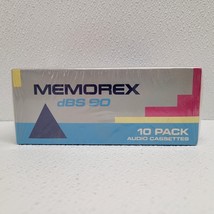 MEMOREX
dBS 90
10 PACK
AUDIO CASSETTES